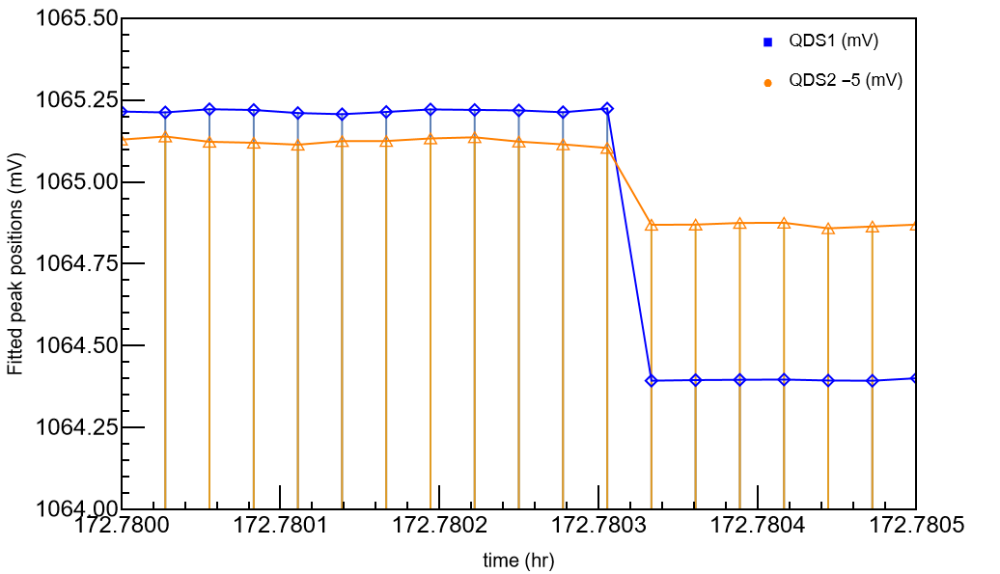 1065.50
QDS1 (mV)
QDS2 −5 (mV)
1065.25
1065.00
1064.75
1064.50
1064.25
1064.00
Fitted peak positions (mV)
172.7800 172.7801 172.7802 172.7803 172.7804 172.7805
time (hr)